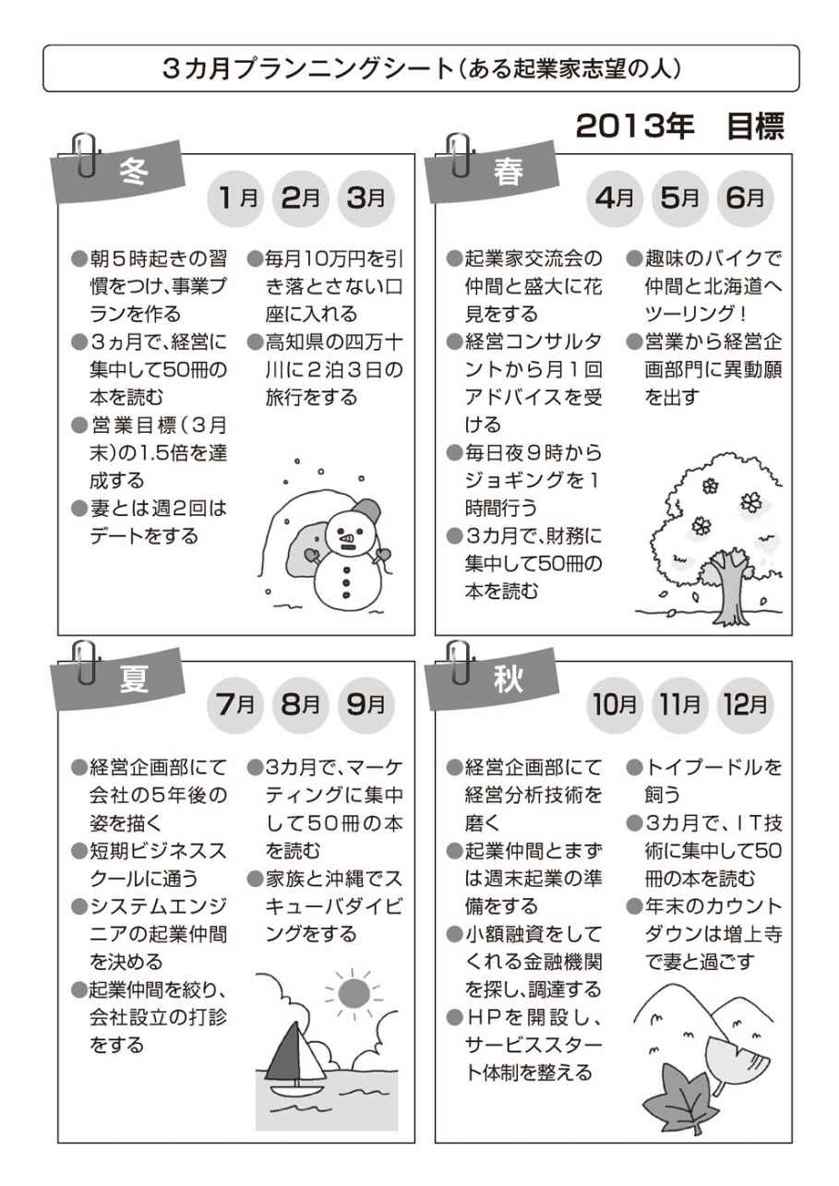 3カ月プランニングシート（ある起業家志望の人）
2013年　目標
冬
1月 2月 3月
●朝5時起きの習
慣をつけ、事業プ
ランを作る
●3ヵ月で、経営に
集中して50冊の
本を読む
●営業目標（3月
末）の1.5倍を達
成する
●妻とは週2回は
デートをする
●毎月10万円を引
き落とさない口
座に入れる
●高知県の四万十
川に2泊3日の
旅行をする
春
4月 5月 6月
●起業家交流会の
仲間と盛大に花
見をする
●経営コンサルタ
ントから月1回
アドバイスを受
ける
●毎日夜9時から
ジョギングを1
時間行う
●3カ月で、財務に
集中して50冊の
本を読む
●趣味のバイクで
仲間と北海道へ
ツーリング！
●営業から経営企
画部門に異動願
を出す
夏
7月 8月 9月
●経営企画部にて
会社の5年後の
姿を描く
●短期ビジネスス
クールに通う
●システムエンジ
ニアの起業仲間
を決める
●起業仲間を絞り、
会社設立の打診
をする
●3カ月で、マーケ
ティングに集中
して50冊の本
を読む
●家族と沖縄でス
キューバダイビ
ングをする
秋
10月 11月 12月
●経営企画部にて
経営分析技術を
磨く
●起業仲間とまず
は週末起業の準
備をする
●小額融資をして
くれる金融機関
を探し、調達する
●HPを開設し、
サービススター
ト体制を整える
●トイプードルを
飼う
●3カ月で、IT技
術に集中して50
冊の本を読む
●年末のカウント
ダウンは増上寺
で妻と過ごす